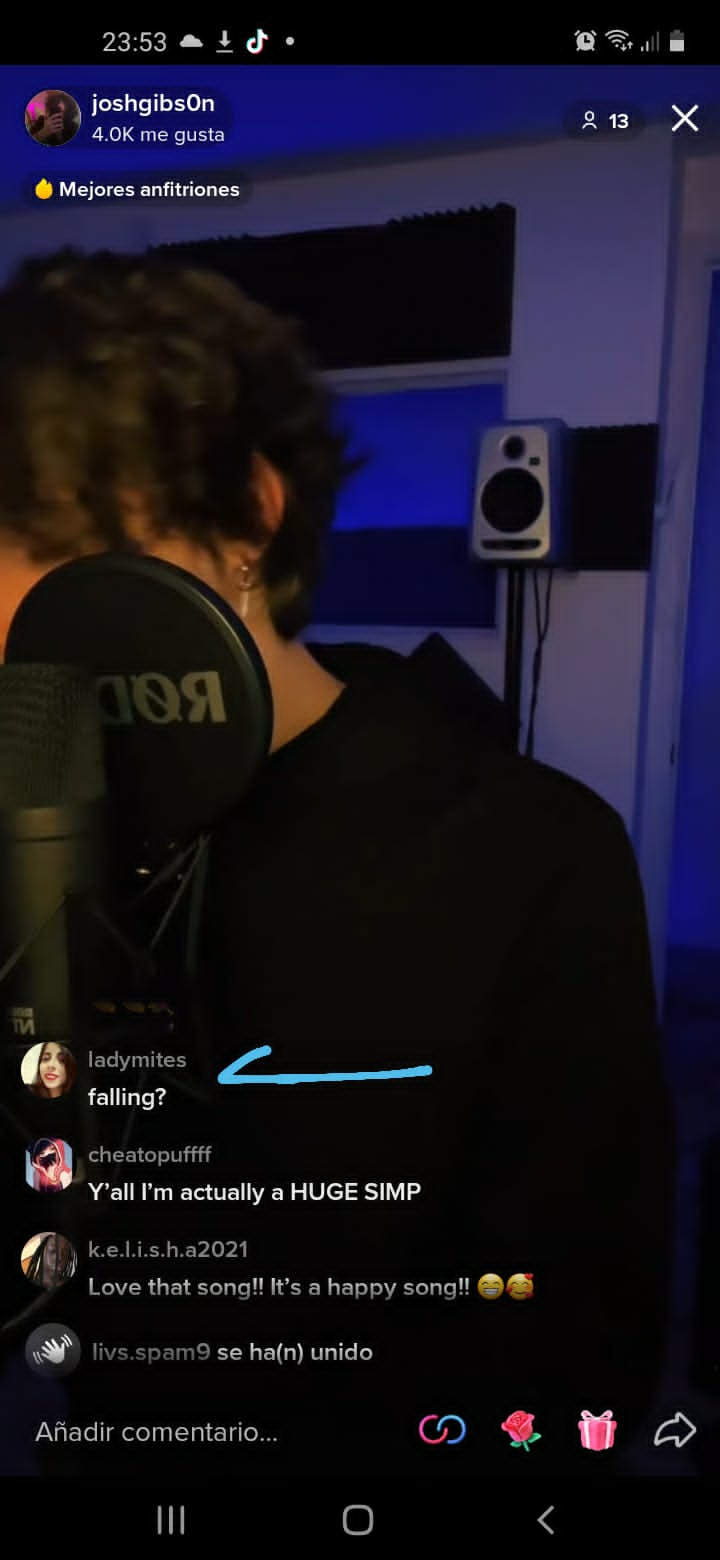 23:53
joshgibs0n
4.0K me gusta
13
Mejores anfitriones
RØD
ladymites
falling?
cheatopuffff
Y'all I'm actually a HUGE SIMP
k.e.l.i.s.h.a2021
Love that song!! It's a happy song!! 😁🥰
livs.spam9 se ha(n) unido
Añadir comentario...